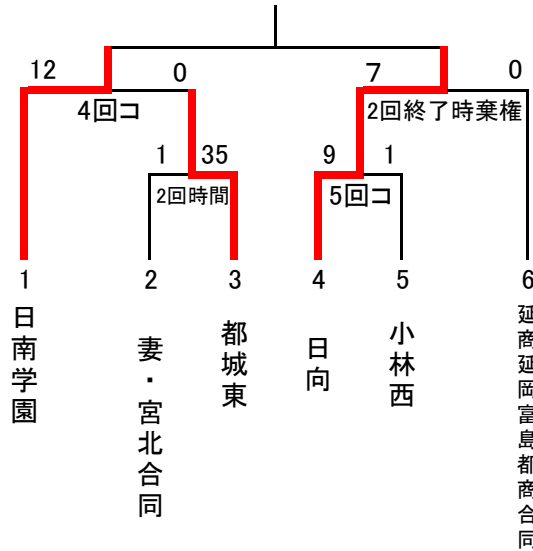 12 0 7 0
4回コ 2回終了時棄権
1 35 9 1
2回時間 5回コ
1 2 3 4 5 6
日南学園
妻・宮北合同
都城東
日向
小林西
延商延岡富島都商合同